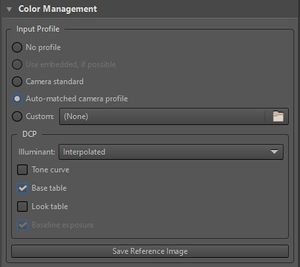 Color Management
Input Profile
No profile
Use embedded, if possible
Camera standard
Auto-matched camera profile
Custom: (None)
DCP
Illuminant: Interpolated
Tone curve
Base table
Look table
Baseline exposure
Save Reference Image